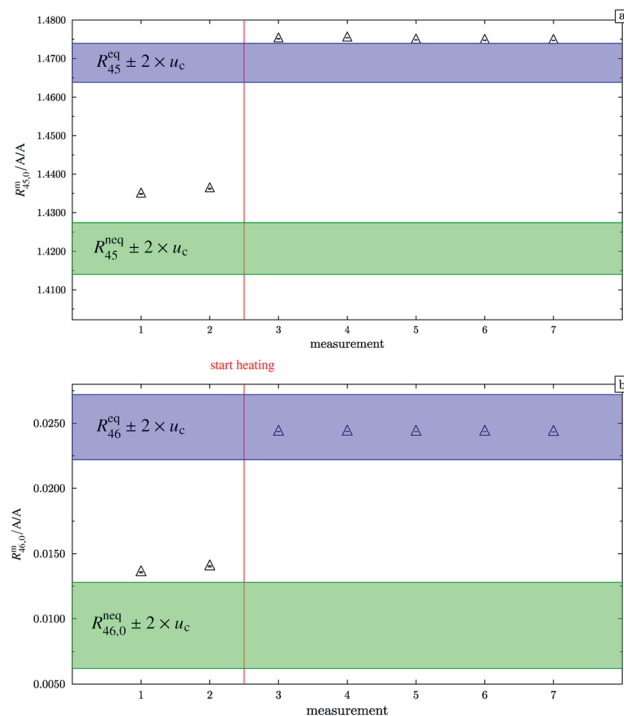 a
1.4800
1.4700
1.4600
1.4500
1.4400
1.4300
1.4200
1.4100
R^m_45,0/A/A
R^eq_45 ± 2 × u_c
R^neq_45 ± 2 × u_c
1 2 3 4 5 6 7
measurement
start heating
b
0.0250
0.0200
0.0150
0.0100
0.0050
R^m_46,0/A/A
R^eq_46 ± 2 × u_c
R^neq_46,0 ± 2 × u_c
1 2 3 4 5 6 7
measurement